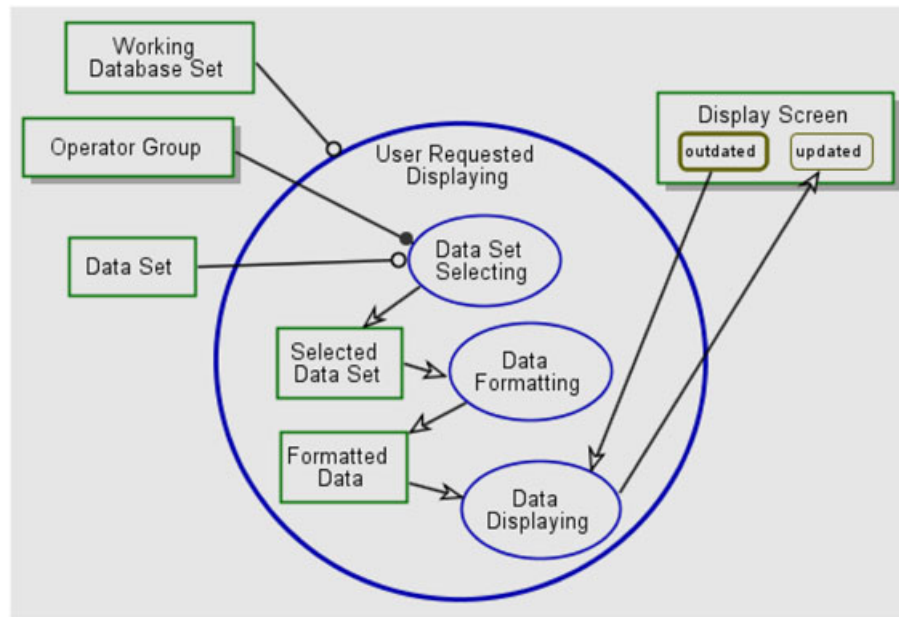 Working
Database Set
Operator Group
Data Set
User Requested
Displaying
Display Screen
outdated
updated
Data Set
Selecting
Selected
Data Set
Data
Formatting
Formatted
Data
Data
Displaying